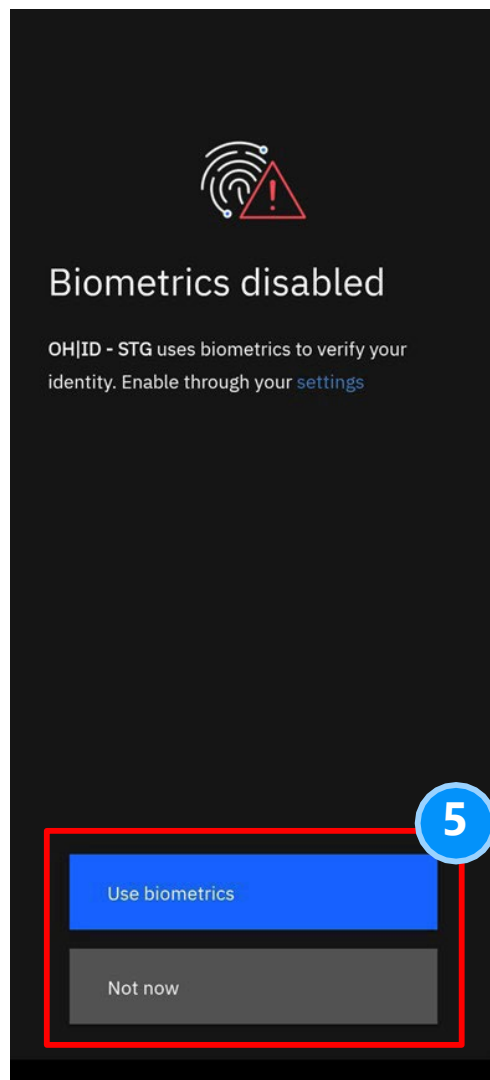 Biometrics disabled
OH|ID - STG uses biometrics to verify your
identity. Enable through your settings
5
Use biometrics
Not now